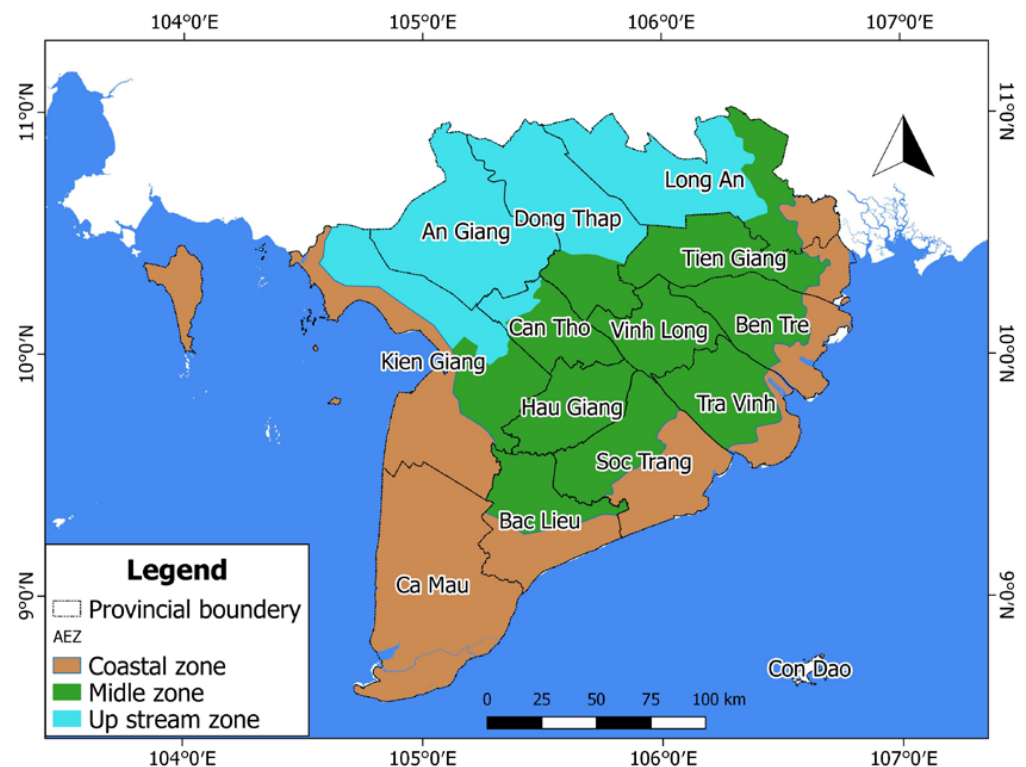 104°0′E 105°0′E 106°0′E 107°0′E
11°0′N 11°0′N
Long An
An Giang Dong Thap
Tien Giang
Can Tho Vinh Long Ben Tre
10°0′N Kien Giang 10°0′N
Hau Giang Tra Vinh
Soc Trang
Bac Lieu
Ca Mau
9°0′N 9°0′N
Con Dao
Legend
Provincial boundery
AEZ
Coastal zone
Midle zone
Up stream zone
0 25 50 75 100 km
104°0′E 105°0′E 106°0′E 107°0′E